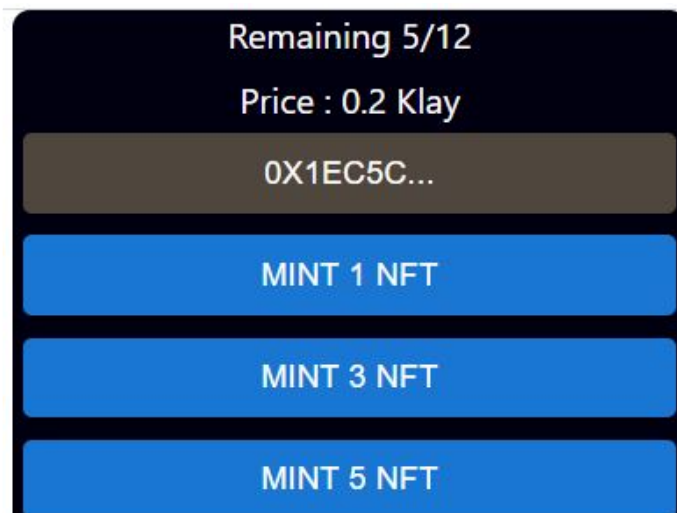 Remaining 5/12
Price : 0.2 Klay
0X1EC5C...
MINT 1 NFT
MINT 3 NFT
MINT 5 NFT